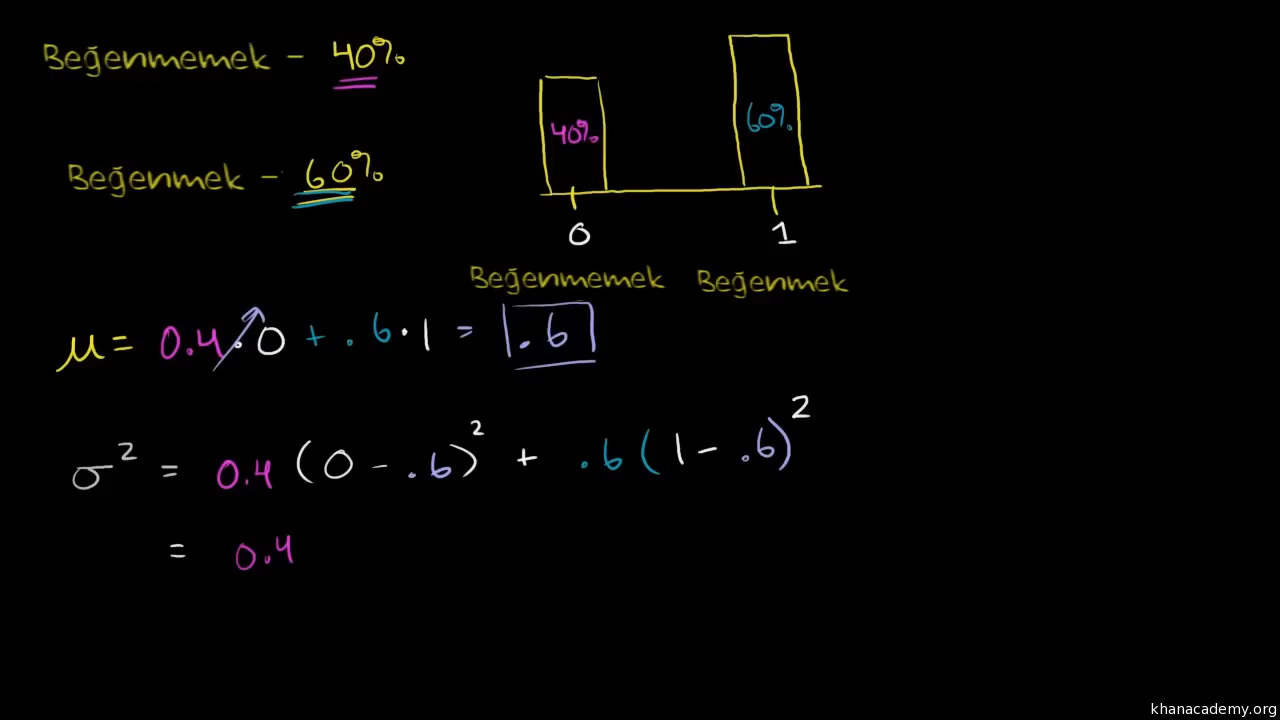 Beğenmemek - 40%
Beğenmek - 60%
40%
60%
0
1
Beğenmemek
Beğenmek
μ = 0.4 · 0 + .6 · 1 = .6
σ² = 0.4 (0 - .6)² + .6 (1 - .6)²
= 0.4
khanacademy.org